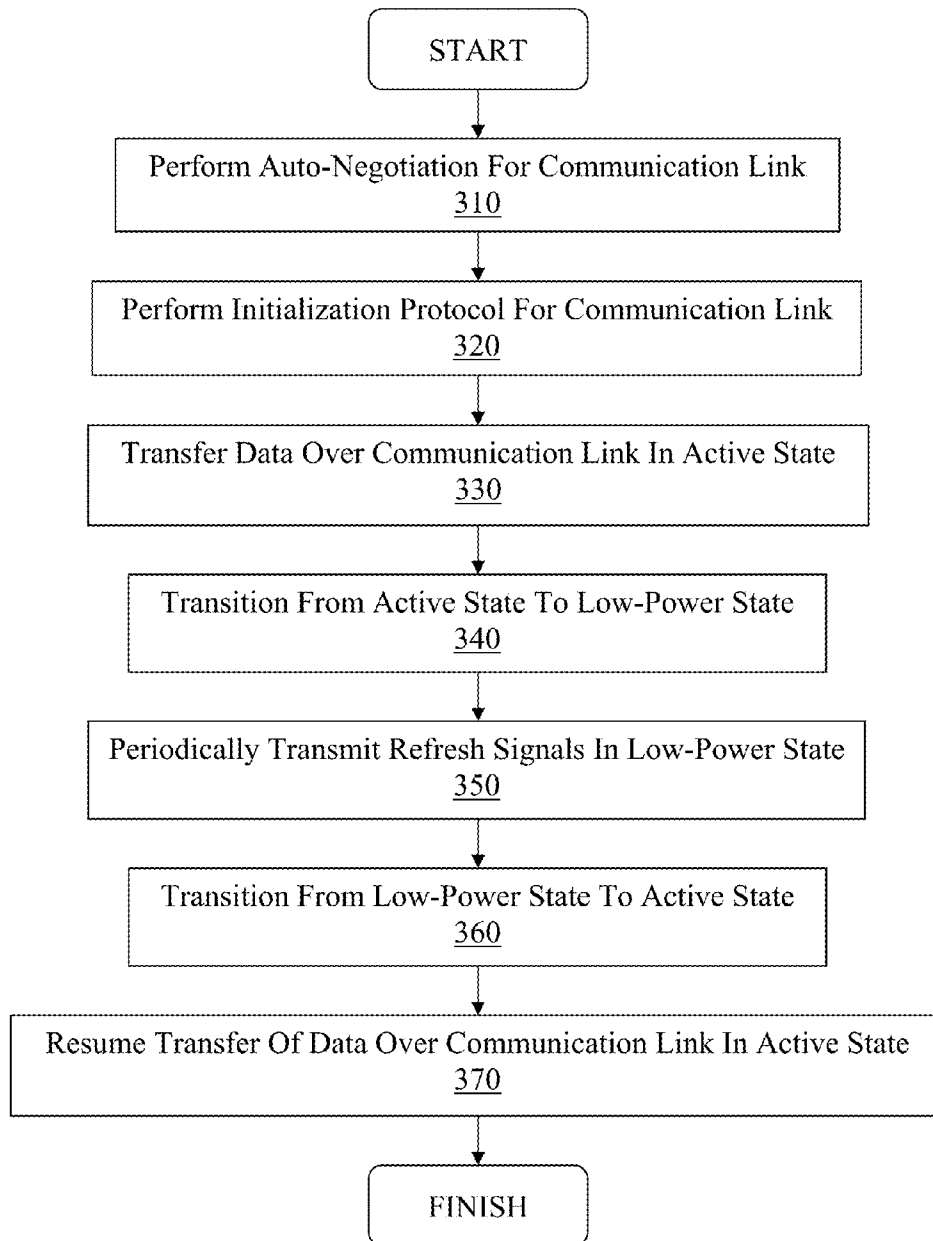 START
Perform Auto-Negotiation For Communication Link
310
Perform Initialization Protocol For Communication Link
320
Transfer Data Over Communication Link In Active State
330
Transition From Active State To Low-Power State
340
Periodically Transmit Refresh Signals In Low-Power State
350
Transition From Low-Power State To Active State
360
Resume Transfer Of Data Over Communication Link In Active State
370
FINISH